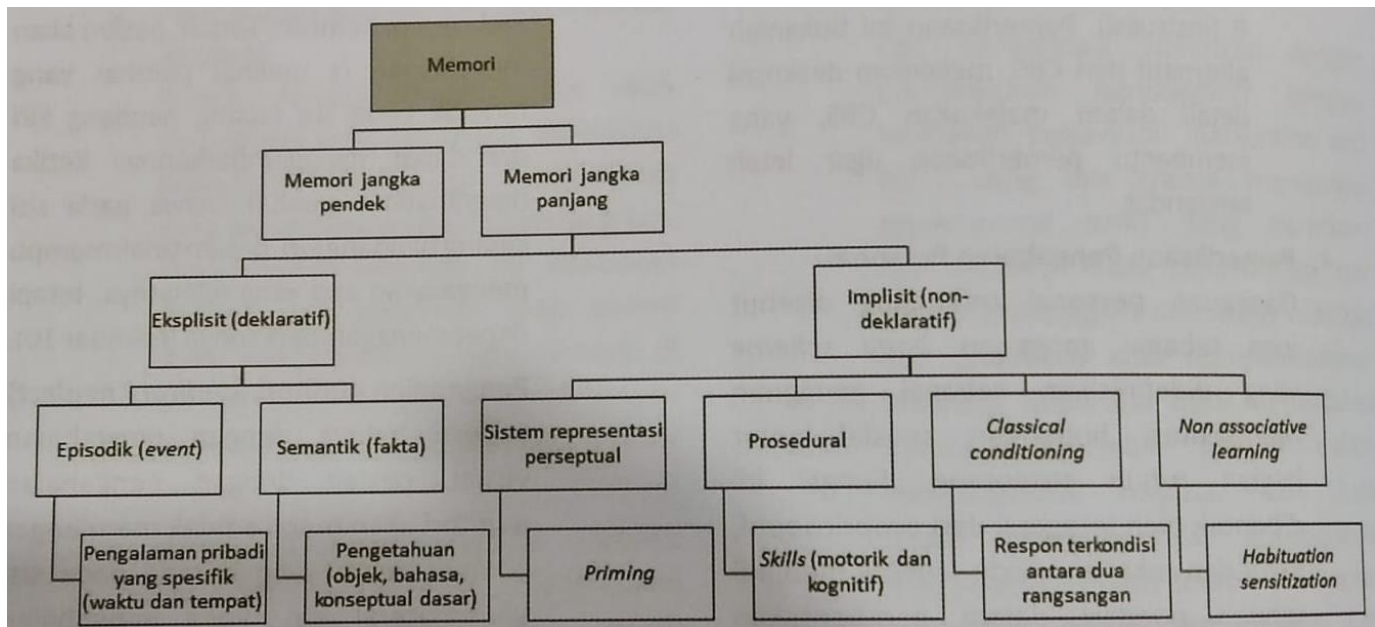 Memori
Memori jangka
pendek
Memori jangka
panjang
Eksplisit (deklaratif)
Implisit (non-
deklaratif)
Episodik (event)
Semantik (fakta)
Sistem representasi
perseptual
Prosedural
Classical
conditioning
Non associative
learning
Pengalaman pribadi
yang spesifik
(waktu dan tempat)
Pengetahuan
(objek, bahasa,
konseptual dasar)
Priming
Skills (motorik dan
kognitif)
Respon terkondisi
antara dua
rangsangan
Habituation
sensitization